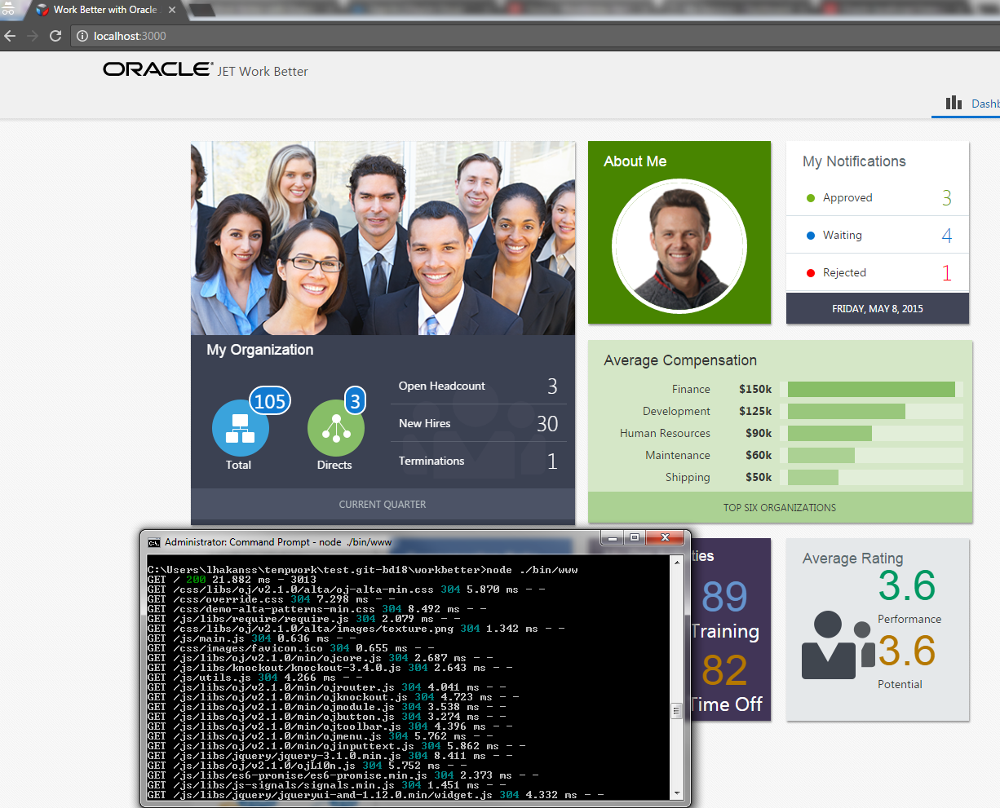 Work Better with Oracle
localhost:3000
ORACLE® JET Work Better
Dashb
My Organization
105
Total
3
Directs
Open Headcount 3
New Hires 30
Terminations 1
CURRENT QUARTER
About Me
My Notifications
Approved 3
Waiting 4
Rejected 1
FRIDAY, MAY 8, 2015
Average Compensation
Finance $150k
Development $125k
Human Resources $90k
Maintenance $60k
Shipping $50k
TOP SIX ORGANIZATIONS
ties
89
Training
82
Time Off
Average Rating
3.6
Performance
3.6
Potential
C:\. Administrator: Command Prompt - node ./bin/www
C:\Users\lhakanss\tempwork\test.git-bd18\workbetter>node ./bin/www
GET / 200 21.882 ms - 3013
GET /css/libs/oj/v2.1.0/alta/oj-alta-min.css 304 5.870 ms - -
GET /css/override.css 304 7.298 ms - -
GET /css/demo-alta-patterns-min.css 304 8.492 ms - -
GET /js/libs/require/require.js 304 2.079 ms - -
GET /css/libs/oj/v2.1.0/alta/images/texture.png 304 1.342 ms - -
GET /js/main.js 304 0.636 ms - -
GET /css/images/favicon.ico 304 0.655 ms - -
GET /js/libs/oj/v2.1.0/min/ojcore.js 304 2.687 ms - -
GET /js/libs/knockout/knockout-3.4.0.js 304 2.643 ms - -
GET /js/utils.js 304 4.266 ms - -
GET /js/libs/oj/v2.1.0/min/ojrouter.js 304 4.041 ms - -
GET /js/libs/oj/v2.1.0/min/ojknockout.js 304 4.723 ms - -
GET /js/libs/oj/v2.1.0/min/ojmodule.js 304 3.538 ms - -
GET /js/libs/oj/v2.1.0/min/ojbutton.js 304 3.274 ms - -
GET /js/libs/oj/v2.1.0/min/ojtoolbar.js 304 4.396 ms - -
GET /js/libs/oj/v2.1.0/min/ojmenu.js 304 5.762 ms - -
GET /js/libs/oj/v2.1.0/min/ojinputtext.js 304 5.862 ms - -
GET /js/libs/jquery/jquery-3.1.0.min.js 304 8.411 ms - -
GET /js/libs/oj/v2.1.0/ojL10n.js 304 5.752 ms - -
GET /js/libs/es6-promise/es6-promise.min.js 304 2.373 ms - -
GET /js/libs/js-signals/signals.min.js 304 1.451 ms - -
GET /js/libs/jquery/jqueryui-amd-1.12.0.min/widget.js 304 4.332 ms - -